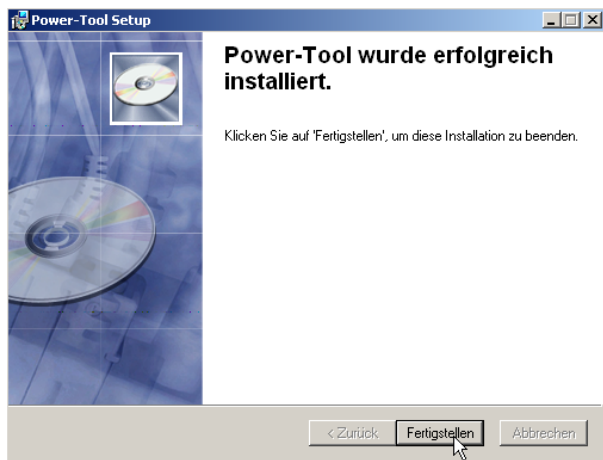 Power-Tool Setup
Power-Tool wurde erfolgreich
installiert.
Klicken Sie auf 'Fertigstellen', um diese Installation zu beenden.
< Zurück
Fertigstellen
Abbrechen